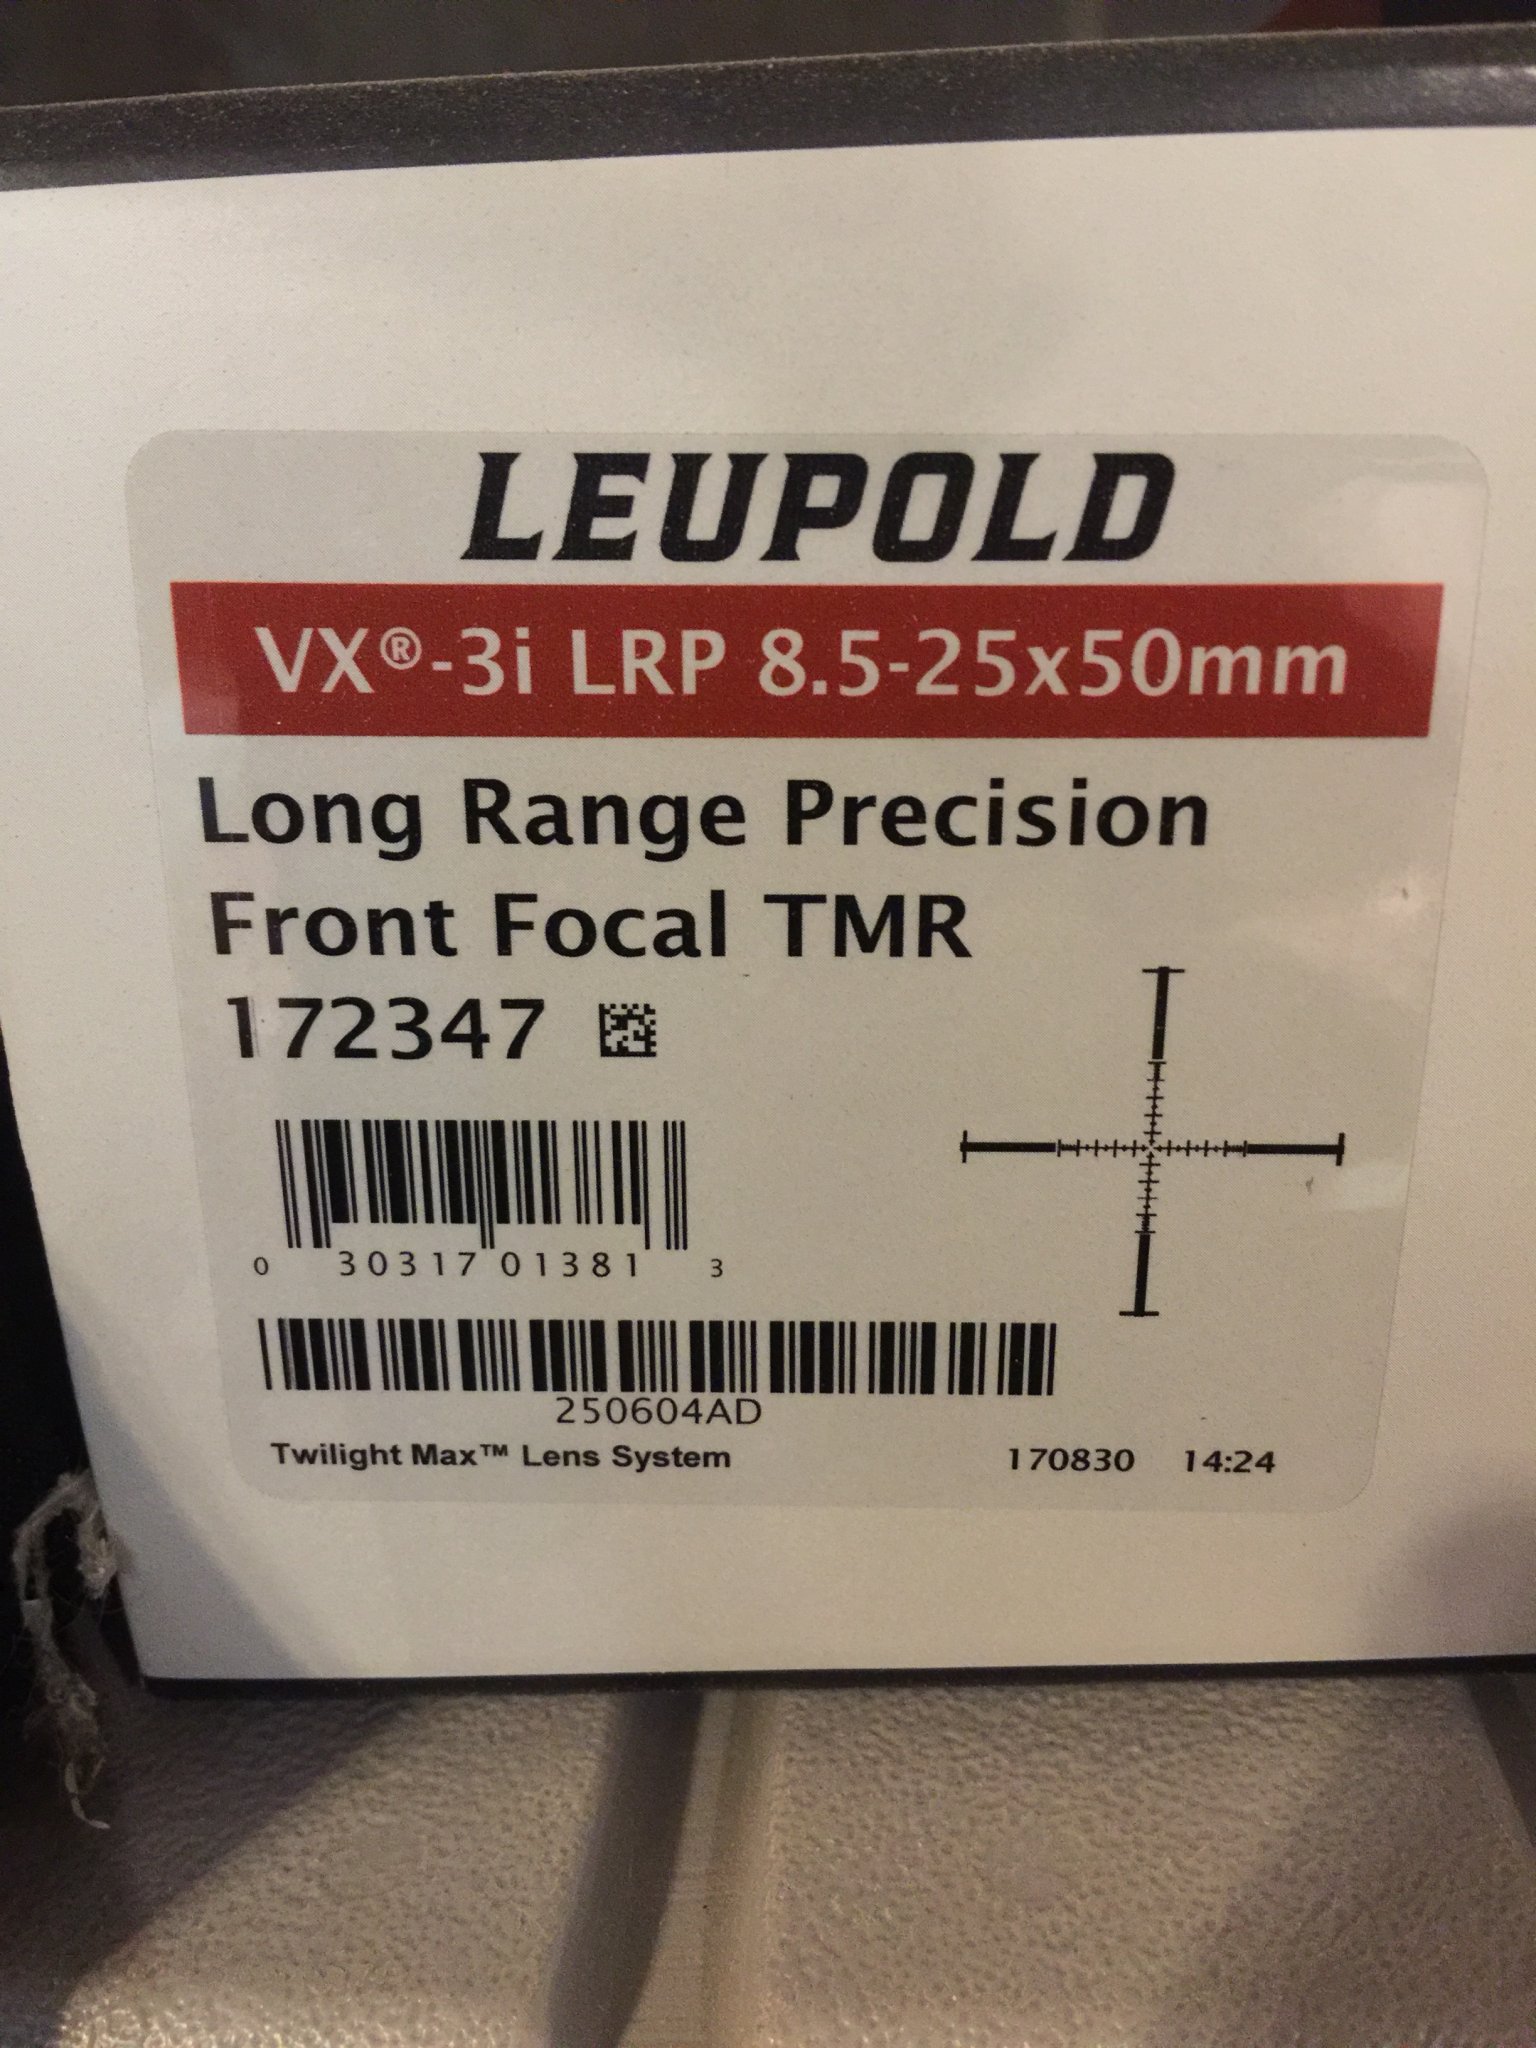 LEUPOLD
VX®-3i LRP 8.5-25x50mm
Long Range Precision
Front Focal TMR
172347
0 30317 01381 3
250604AD
Twilight Max™ Lens System 170830 14:24